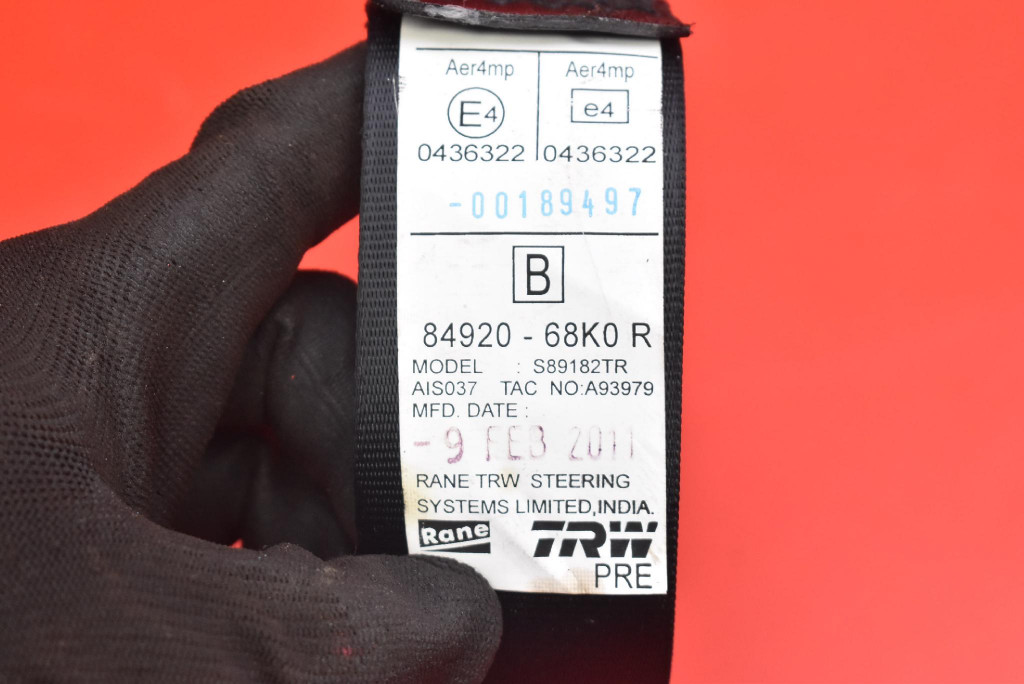 Aer4mp Aer4mp
E4 e4
0436322 0436322
-00189497
B
84920 - 68K0 R
MODEL : S89182TR
AIS037 TAC NO:A93979
MFD. DATE :
-9 FEB 2011
RANE TRW STEERING
SYSTEMS LIMITED,INDIA.
Rane TRW
PRE